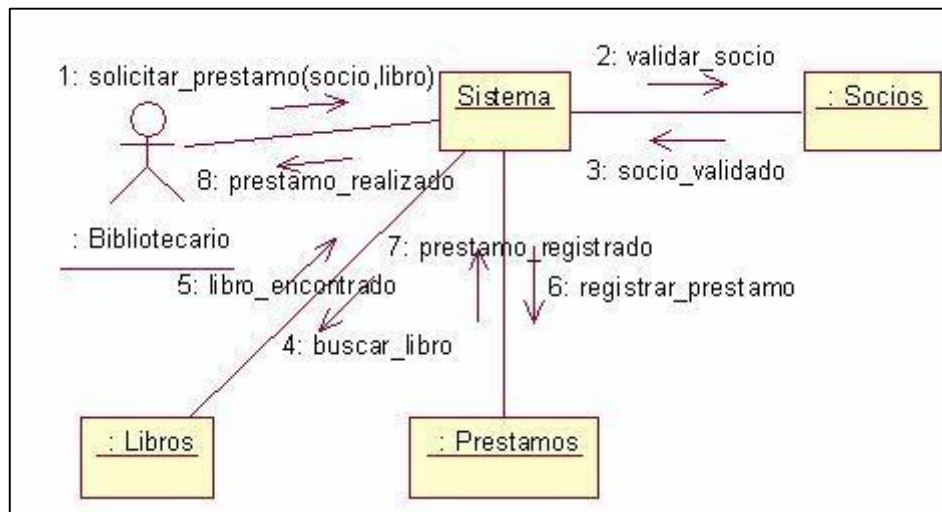 1: solicitar_prestamo(socio,libro)
2: validar_socio
Sistema
: Socios
3: socio_validado
8: prestamo_realizado
: Bibliotecario
7: prestamo_registrado
5: libro_encontrado
6: registrar_prestamo
4: buscar_libro
: Libros
: Prestamos